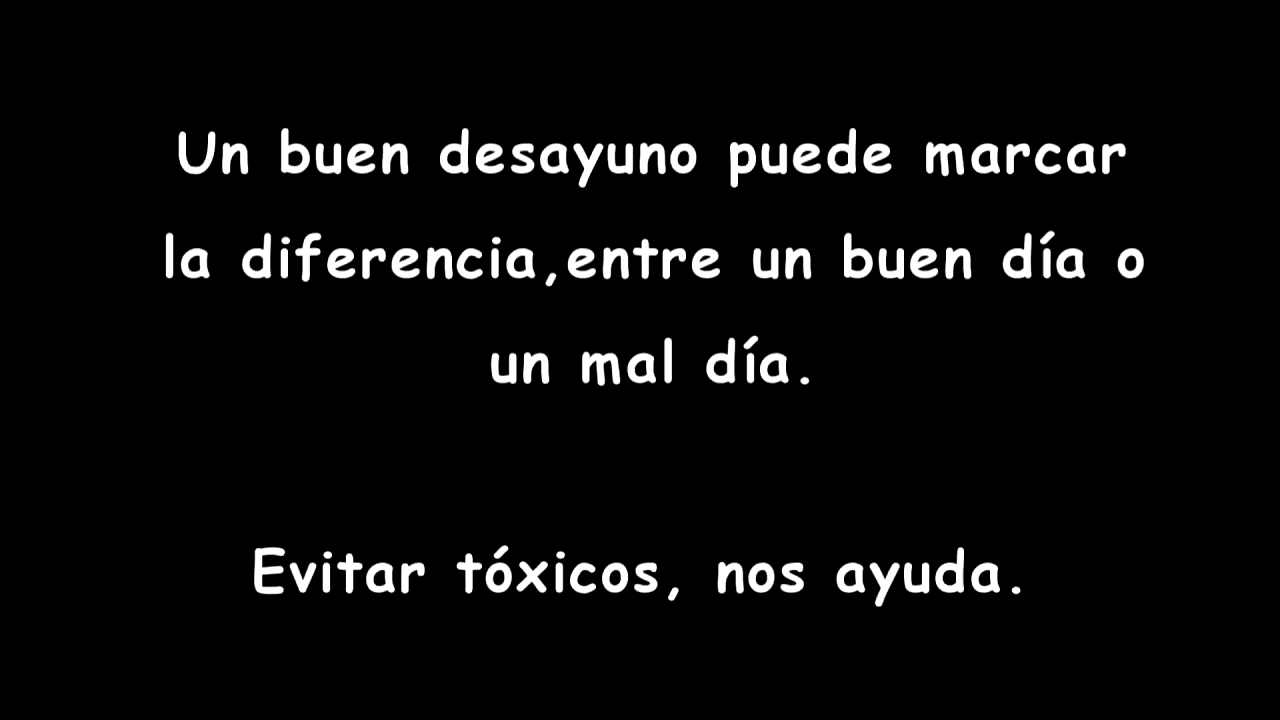 Un buen desayuno puede marcar
la diferencia,entre un buen día o
un mal día.
Evitar tóxicos, nos ayuda.